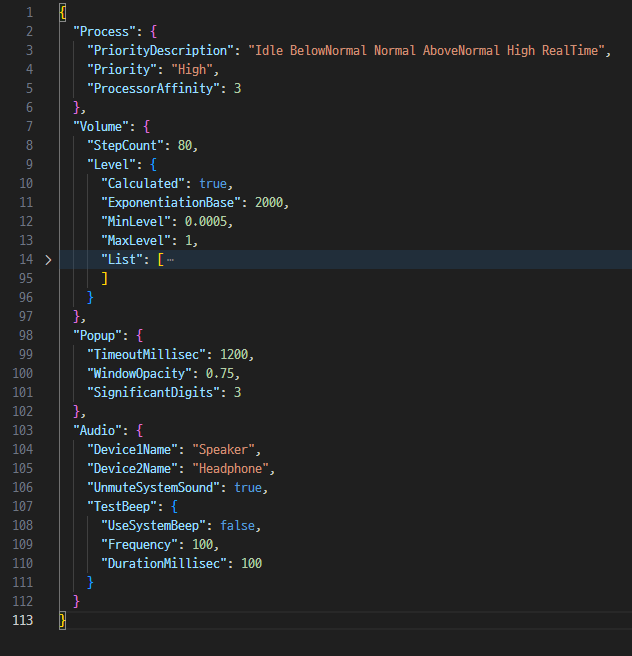 1 {
2 "Process": {
3 "PriorityDescription": "Idle BelowNormal Normal AboveNormal High RealTime",
4 "Priority": "High",
5 "ProcessorAffinity": 3
6 },
7 "Volume": {
8 "StepCount": 80,
9 "Level": {
10 "Calculated": true,
11 "ExponentiationBase": 2000,
12 "MinLevel": 0.0005,
13 "MaxLevel": 1,
14 > "List": [ ⋯
95 ]
96 }
97 },
98 "Popup": {
99 "TimeoutMillisec": 1200,
100 "WindowOpacity": 0.75,
101 "SignificantDigits": 3
102 },
103 "Audio": {
104 "Device1Name": "Speaker",
105 "Device2Name": "Headphone",
106 "UnmuteSystemSound": true,
107 "TestBeep": {
108 "UseSystemBeep": false,
109 "Frequency": 100,
110 "DurationMillisec": 100
111 }
112 }
113 }